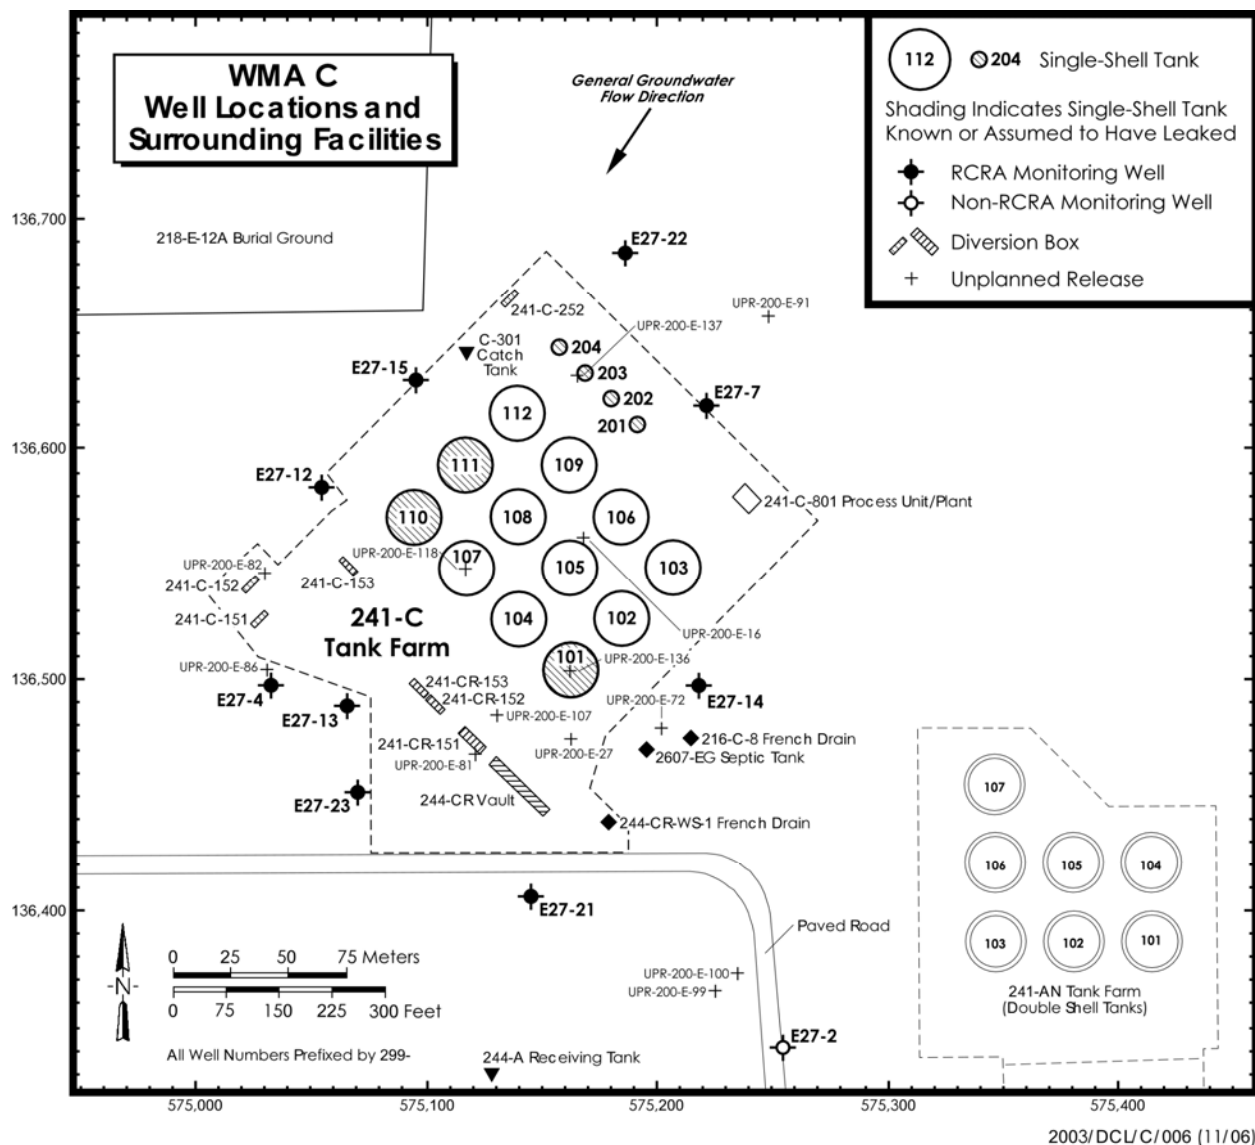 WMA C
Well Locations and
Surrounding Facilities
General Groundwater
Flow Direction
112
204 Single-Shell Tank
Shading Indicates Single-Shell Tank
Known or Assumed to Have Leaked
RCRA Monitoring Well
Non-RCRA Monitoring Well
Diversion Box
Unplanned Release
136,700
218-E-12A Burial Ground
E27-22
241-C-252
UPR-200-E-91
UPR-200-E-137
C-301
Catch
Tank
204
E27-15
203
202
E27-7
201
112
136,600
111
109
E27-12
241-C-801 Process Unit/Plant
110
108
106
UPR-200-E-118
107
105
103
UPR-200-E-82
241-C-152
241-C-153
241-C-151
241-C
Tank Farm
104
102
UPR-200-E-16
101
UPR-200-E-136
UPR-200-E-86
136,500
E27-4
241-CR-153
241-CR-152
UPR-200-E-72
E27-14
E27-13
UPR-200-E-107
241-CR-151
UPR-200-E-27
216-C-8 French Drain
2607-EG Septic Tank
UPR-200-E-81
E27-23
244-CR Vault
244-CR-WS-1 French Drain
107
106
105
104
136,400
E27-21
Paved Road
103
102
101
0 25 50 75 Meters
-N-
0 75 150 225 300 Feet
UPR-200-E-100
UPR-200-E-99
241-AN Tank Farm
(Double Shell Tanks)
E27-2
All Well Numbers Prefixed by 299-
244-A Receiving Tank
575,000
575,100
575,200
575,300
575,400
2003/DCL/C/006 (11/06)